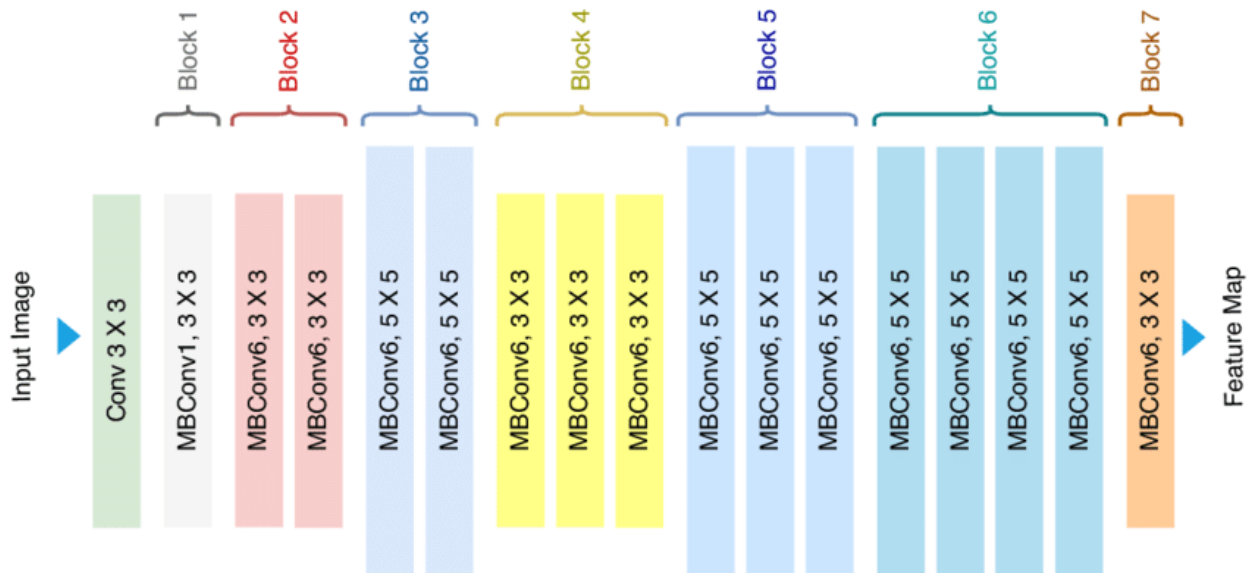 Input Image
Conv 3 X 3
Block 1
MBConv1, 3 X 3
Block 2
MBConv6, 3 X 3
MBConv6, 3 X 3
Block 3
MBConv6, 5 X 5
MBConv6, 5 X 5
Block 4
MBConv6, 3 X 3
MBConv6, 3 X 3
MBConv6, 3 X 3
Block 5
MBConv6, 5 X 5
MBConv6, 5 X 5
MBConv6, 5 X 5
Block 6
MBConv6, 5 X 5
MBConv6, 5 X 5
MBConv6, 5 X 5
MBConv6, 5 X 5
Block 7
MBConv6, 3 X 3
Feature Map